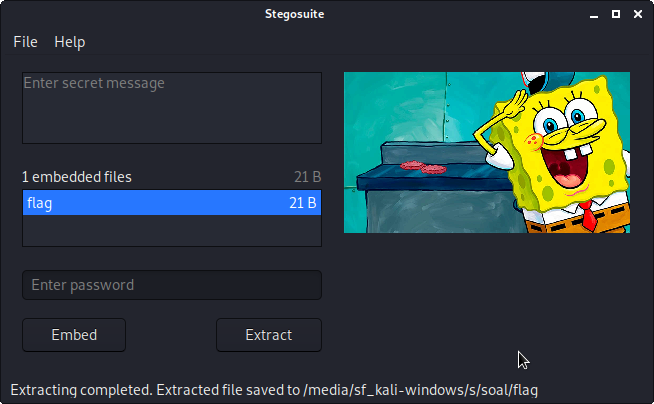 Stegosuite
File Help
Enter secret message
1 embedded files 21 B
flag 21 B
Enter password
Embed Extract
Extracting completed. Extracted file saved to /media/sf_kali-windows/s/soal/flag